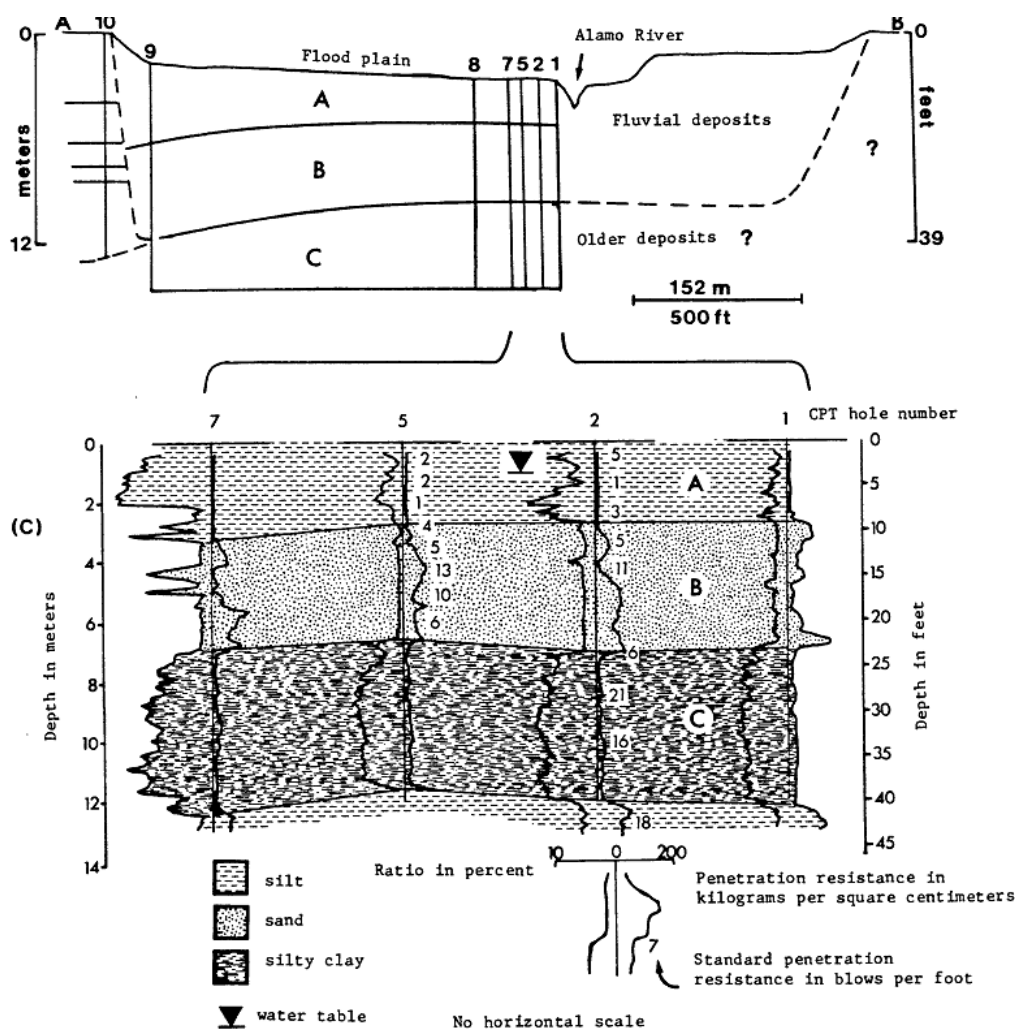 A 10 B
0 0
9
Flood plain
Alamo River
8 7 5 2 1
A
Fluvial deposits
meters
feet
?
B
12 39
Older deposits ?
C
152 m
500 ft
7 5 2 1 CPT hole number
0 0
2 5
2 1 A 5
1 3
2
(C)
4 10
5 5
4
13 11 15
10 B
6 20
6
6 25
8 21
C 30
10 16 35
12 40
18
45
14
Depth in meters
Depth in feet
Ratio in percent
10 0 200
silt
Penetration resistance in
kilograms per square centimeters
sand
7
silty clay
Standard penetration
resistance in blows per foot
water table
No horizontal scale